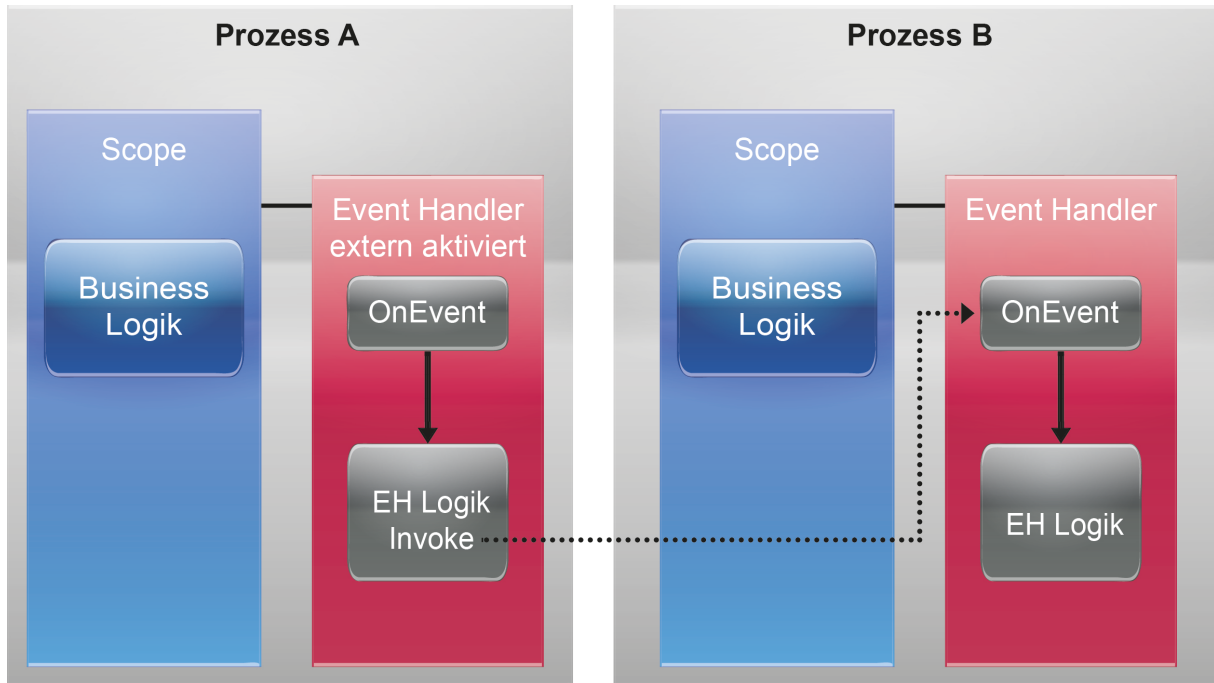 Prozess A
Scope
Event Handler
extern aktiviert
Business
Logik
OnEvent
EH Logik
Invoke
Prozess B
Scope
Event Handler
Business
Logik
OnEvent
EH Logik